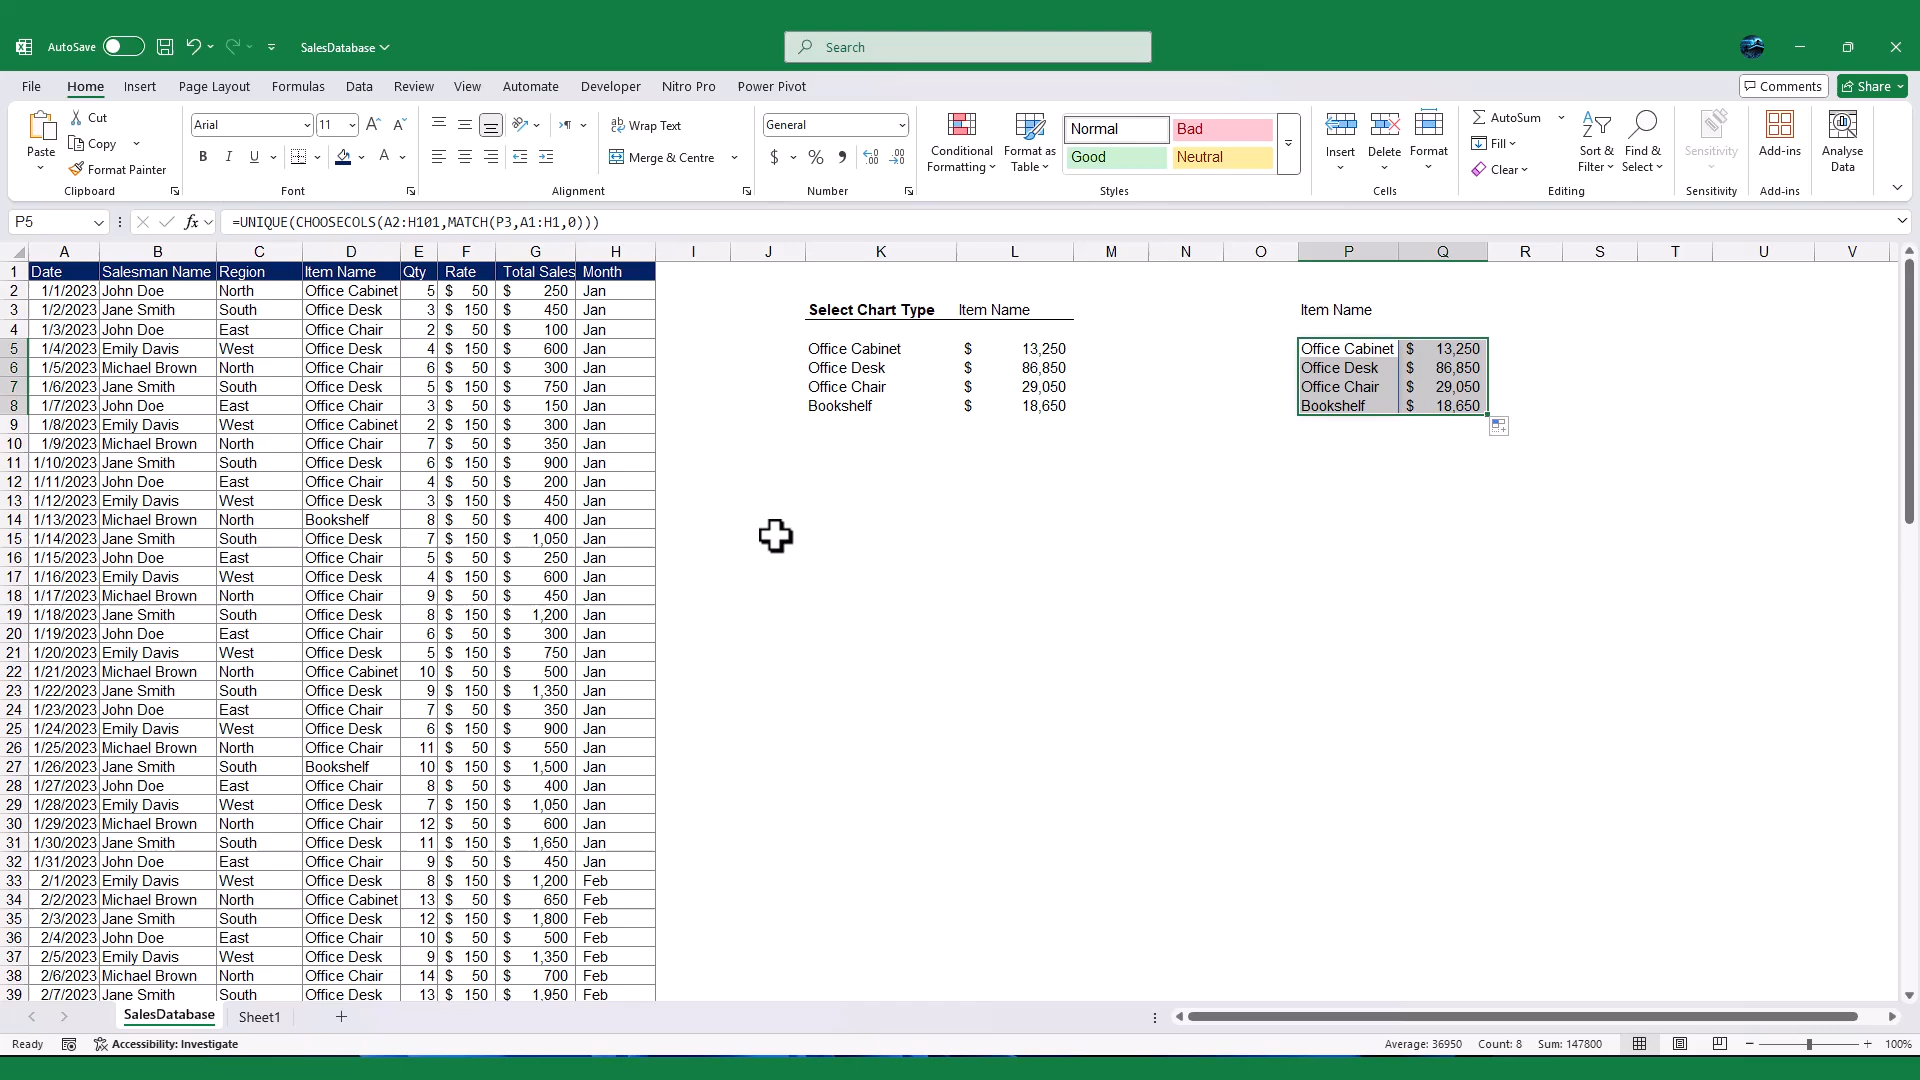 AutoSave SalesDatabase Search
File Home Insert Page Layout Formulas Data Review View Automate Developer Nitro Pro Power Pivot Comments Share
Paste Cut Copy Format Painter Clipboard
Arial 11 B I U A Font
Wrap Text Merge & Centre Alignment
General $ % Number
Conditional Formatting Format as Table Normal Bad Good Neutral Styles
Insert Delete Format Cells
AutoSum Fill Clear Sort & Filter Find & Select Editing
Sensitivity Sensitivity
Add-ins Add-ins
Analyse Data
P5 fx =UNIQUE(CHOOSECOLS(A2:H101,MATCH(P3,A1:H1,0)))
A B C D E F G H I J K L M N O P Q R S T U V
1 Date Salesman Name Region Item Name Qty Rate Total Sales Month
2 1/1/2023 John Doe North Office Cabinet 5 $ 50 $ 250 Jan
3 1/2/2023 Jane Smith South Office Desk 3 $ 150 $ 450 Jan Select Chart Type Item Name Item Name
4 1/3/2023 John Doe East Office Chair 2 $ 50 $ 100 Jan
5 1/4/2023 Emily Davis West Office Desk 4 $ 150 $ 600 Jan Office Cabinet $ 13,250 Office Cabinet $ 13,250
6 1/5/2023 Michael Brown North Office Chair 6 $ 50 $ 300 Jan Office Desk $ 86,850 Office Desk $ 86,850
7 1/6/2023 Jane Smith South Office Desk 5 $ 150 $ 750 Jan Office Chair $ 29,050 Office Chair $ 29,050
8 1/7/2023 John Doe East Office Chair 3 $ 50 $ 150 Jan Bookshelf $ 18,650 Bookshelf $ 18,650
9 1/8/2023 Emily Davis West Office Cabinet 2 $ 150 $ 300 Jan
10 1/9/2023 Michael Brown North Office Chair 7 $ 50 $ 350 Jan
11 1/10/2023 Jane Smith South Office Desk 6 $ 150 $ 900 Jan
12 1/11/2023 John Doe East Office Chair 4 $ 50 $ 200 Jan
13 1/12/2023 Emily Davis West Office Desk 3 $ 150 $ 450 Jan
14 1/13/2023 Michael Brown North Bookshelf 8 $ 50 $ 400 Jan
15 1/14/2023 Jane Smith South Office Desk 7 $ 150 $ 1,050 Jan
16 1/15/2023 John Doe East Office Chair 5 $ 50 $ 250 Jan
17 1/16/2023 Emily Davis West Office Desk 4 $ 150 $ 600 Jan
18 1/17/2023 Michael Brown North Office Chair 9 $ 50 $ 450 Jan
19 1/18/2023 Jane Smith South Office Desk 8 $ 150 $ 1,200 Jan
20 1/19/2023 John Doe East Office Chair 6 $ 50 $ 300 Jan
21 1/20/2023 Emily Davis West Office Desk 5 $ 150 $ 750 Jan
22 1/21/2023 Michael Brown North Office Cabinet 10 $ 50 $ 500 Jan
23 1/22/2023 Jane Smith South Office Desk 9 $ 150 $ 1,350 Jan
24 1/23/2023 John Doe East Office Chair 7 $ 50 $ 350 Jan
25 1/24/2023 Emily Davis West Office Desk 6 $ 150 $ 900 Jan
26 1/25/2023 Michael Brown North Office Chair 11 $ 50 $ 550 Jan
27 1/26/2023 Jane Smith South Bookshelf 10 $ 150 $ 1,500 Jan
28 1/27/2023 John Doe East Office Chair 8 $ 50 $ 400 Jan
29 1/28/2023 Emily Davis West Office Desk 7 $ 150 $ 1,050 Jan
30 1/29/2023 Michael Brown North Office Chair 12 $ 50 $ 600 Jan
31 1/30/2023 Jane Smith South Office Desk 11 $ 150 $ 1,650 Jan
32 1/31/2023 John Doe East Office Chair 9 $ 50 $ 450 Jan
33 2/1/2023 Emily Davis West Office Desk 8 $ 150 $ 1,200 Feb
34 2/2/2023 Michael Brown North Office Cabinet 13 $ 50 $ 650 Feb
35 2/3/2023 Jane Smith South Office Desk 12 $ 150 $ 1,800 Feb
36 2/4/2023 John Doe East Office Chair 10 $ 50 $ 500 Feb
37 2/5/2023 Emily Davis West Office Desk 9 $ 150 $ 1,350 Feb
38 2/6/2023 Michael Brown North Office Chair 14 $ 50 $ 700 Feb
39 2/7/2023 Jane Smith South Office Desk 13 $ 150 $ 1,950 Feb
SalesDatabase Sheet1
Ready Accessibility: Investigate Average: 36950 Count: 8 Sum: 147800 100%